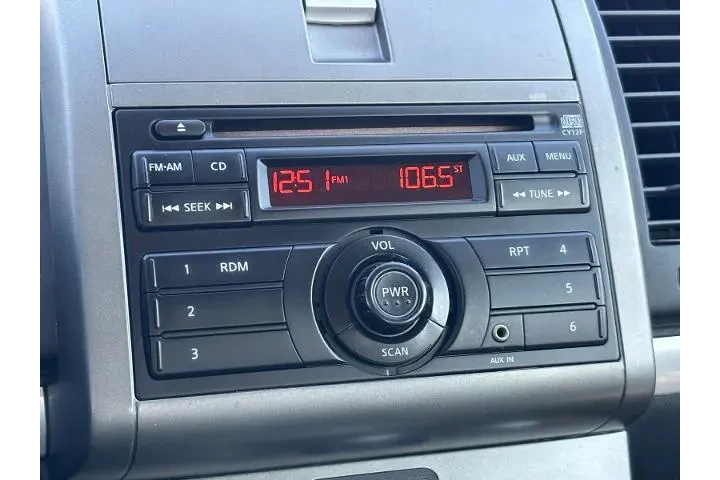 CY12F
FM•AM CD 12:51 FM1 106.5 ST AUX MENU
SEEK TUNE
VOL
1 RDM RPT 4
PWR
2 5
3 6
SCAN
AUX IN